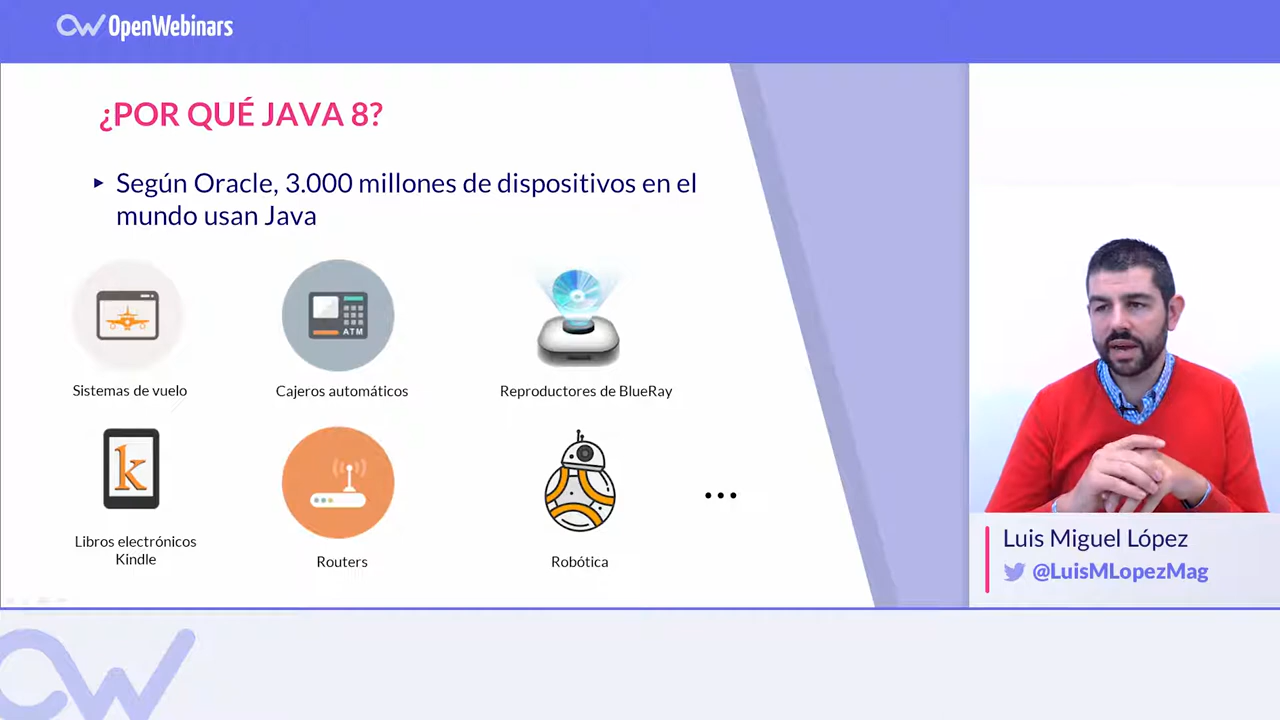 OpenWebinars
¿POR QUÉ JAVA 8?
Según Oracle, 3.000 millones de dispositivos en el
mundo usan Java
ATM
Sistemas de vuelo
Cajeros automáticos
Reproductores de BlueRay
k
Libros electrónicos
Kindle
Routers
Robótica
...
Luis Miguel López
@LuisMLopezMag